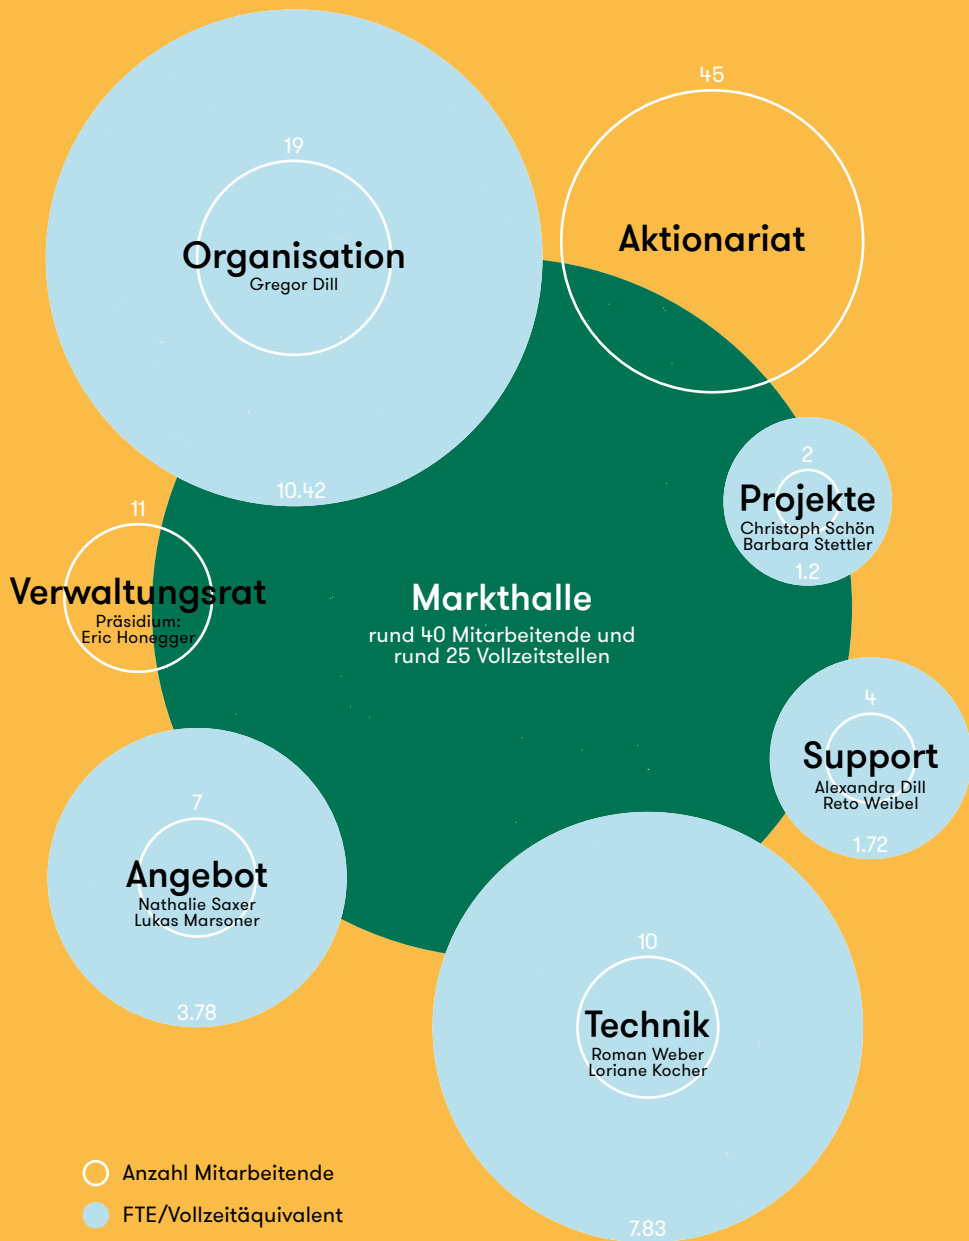 45
19
Organisation
Gregor Dill
10.42
Aktionariat
2
Projekte
Christoph Schön
Barbara Stettler
1.2
11
Verwaltungsrat
Präsidium:
Eric Honegger
Markthalle
rund 40 Mitarbeitende und
rund 25 Vollzeitstellen
4
Support
Alexandra Dill
Reto Weibel
1.72
7
Angebot
Nathalie Saxer
Lukas Marsoner
3.78
10
Technik
Roman Weber
Loriane Kocher
7.83
Anzahl Mitarbeitende
FTE/Vollzeitäquivalent